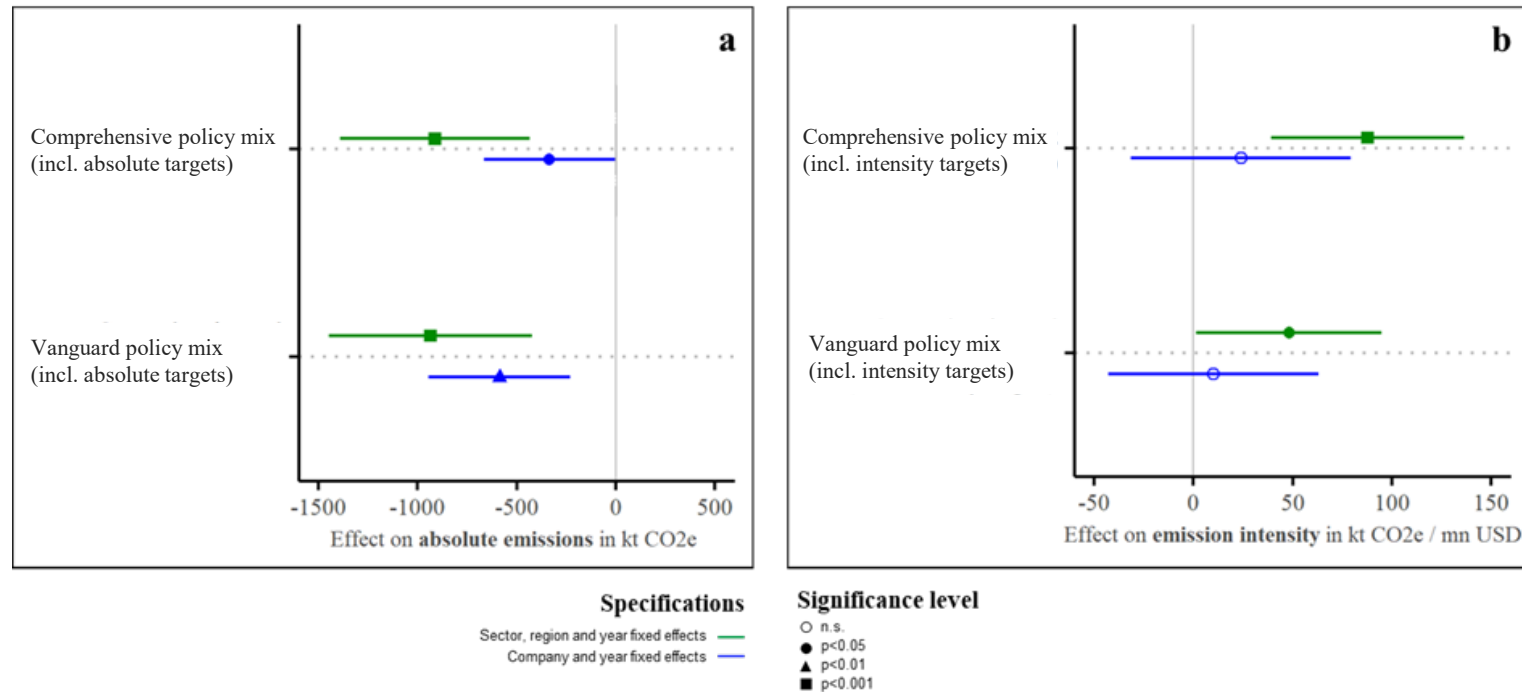 a
Comprehensive policy mix
(incl. absolute targets)
Vanguard policy mix
(incl. absolute targets)
-1500 -1000 -500 0 500
Effect on absolute emissions in kt CO2e
b
Comprehensive policy mix
(incl. intensity targets)
Vanguard policy mix
(incl. intensity targets)
-50 0 50 100 150
Effect on emission intensity in kt CO2e / mn USD
Specifications
Sector, region and year fixed effects
Company and year fixed effects
Significance level
n.s.
p<0.05
p<0.01
p<0.001